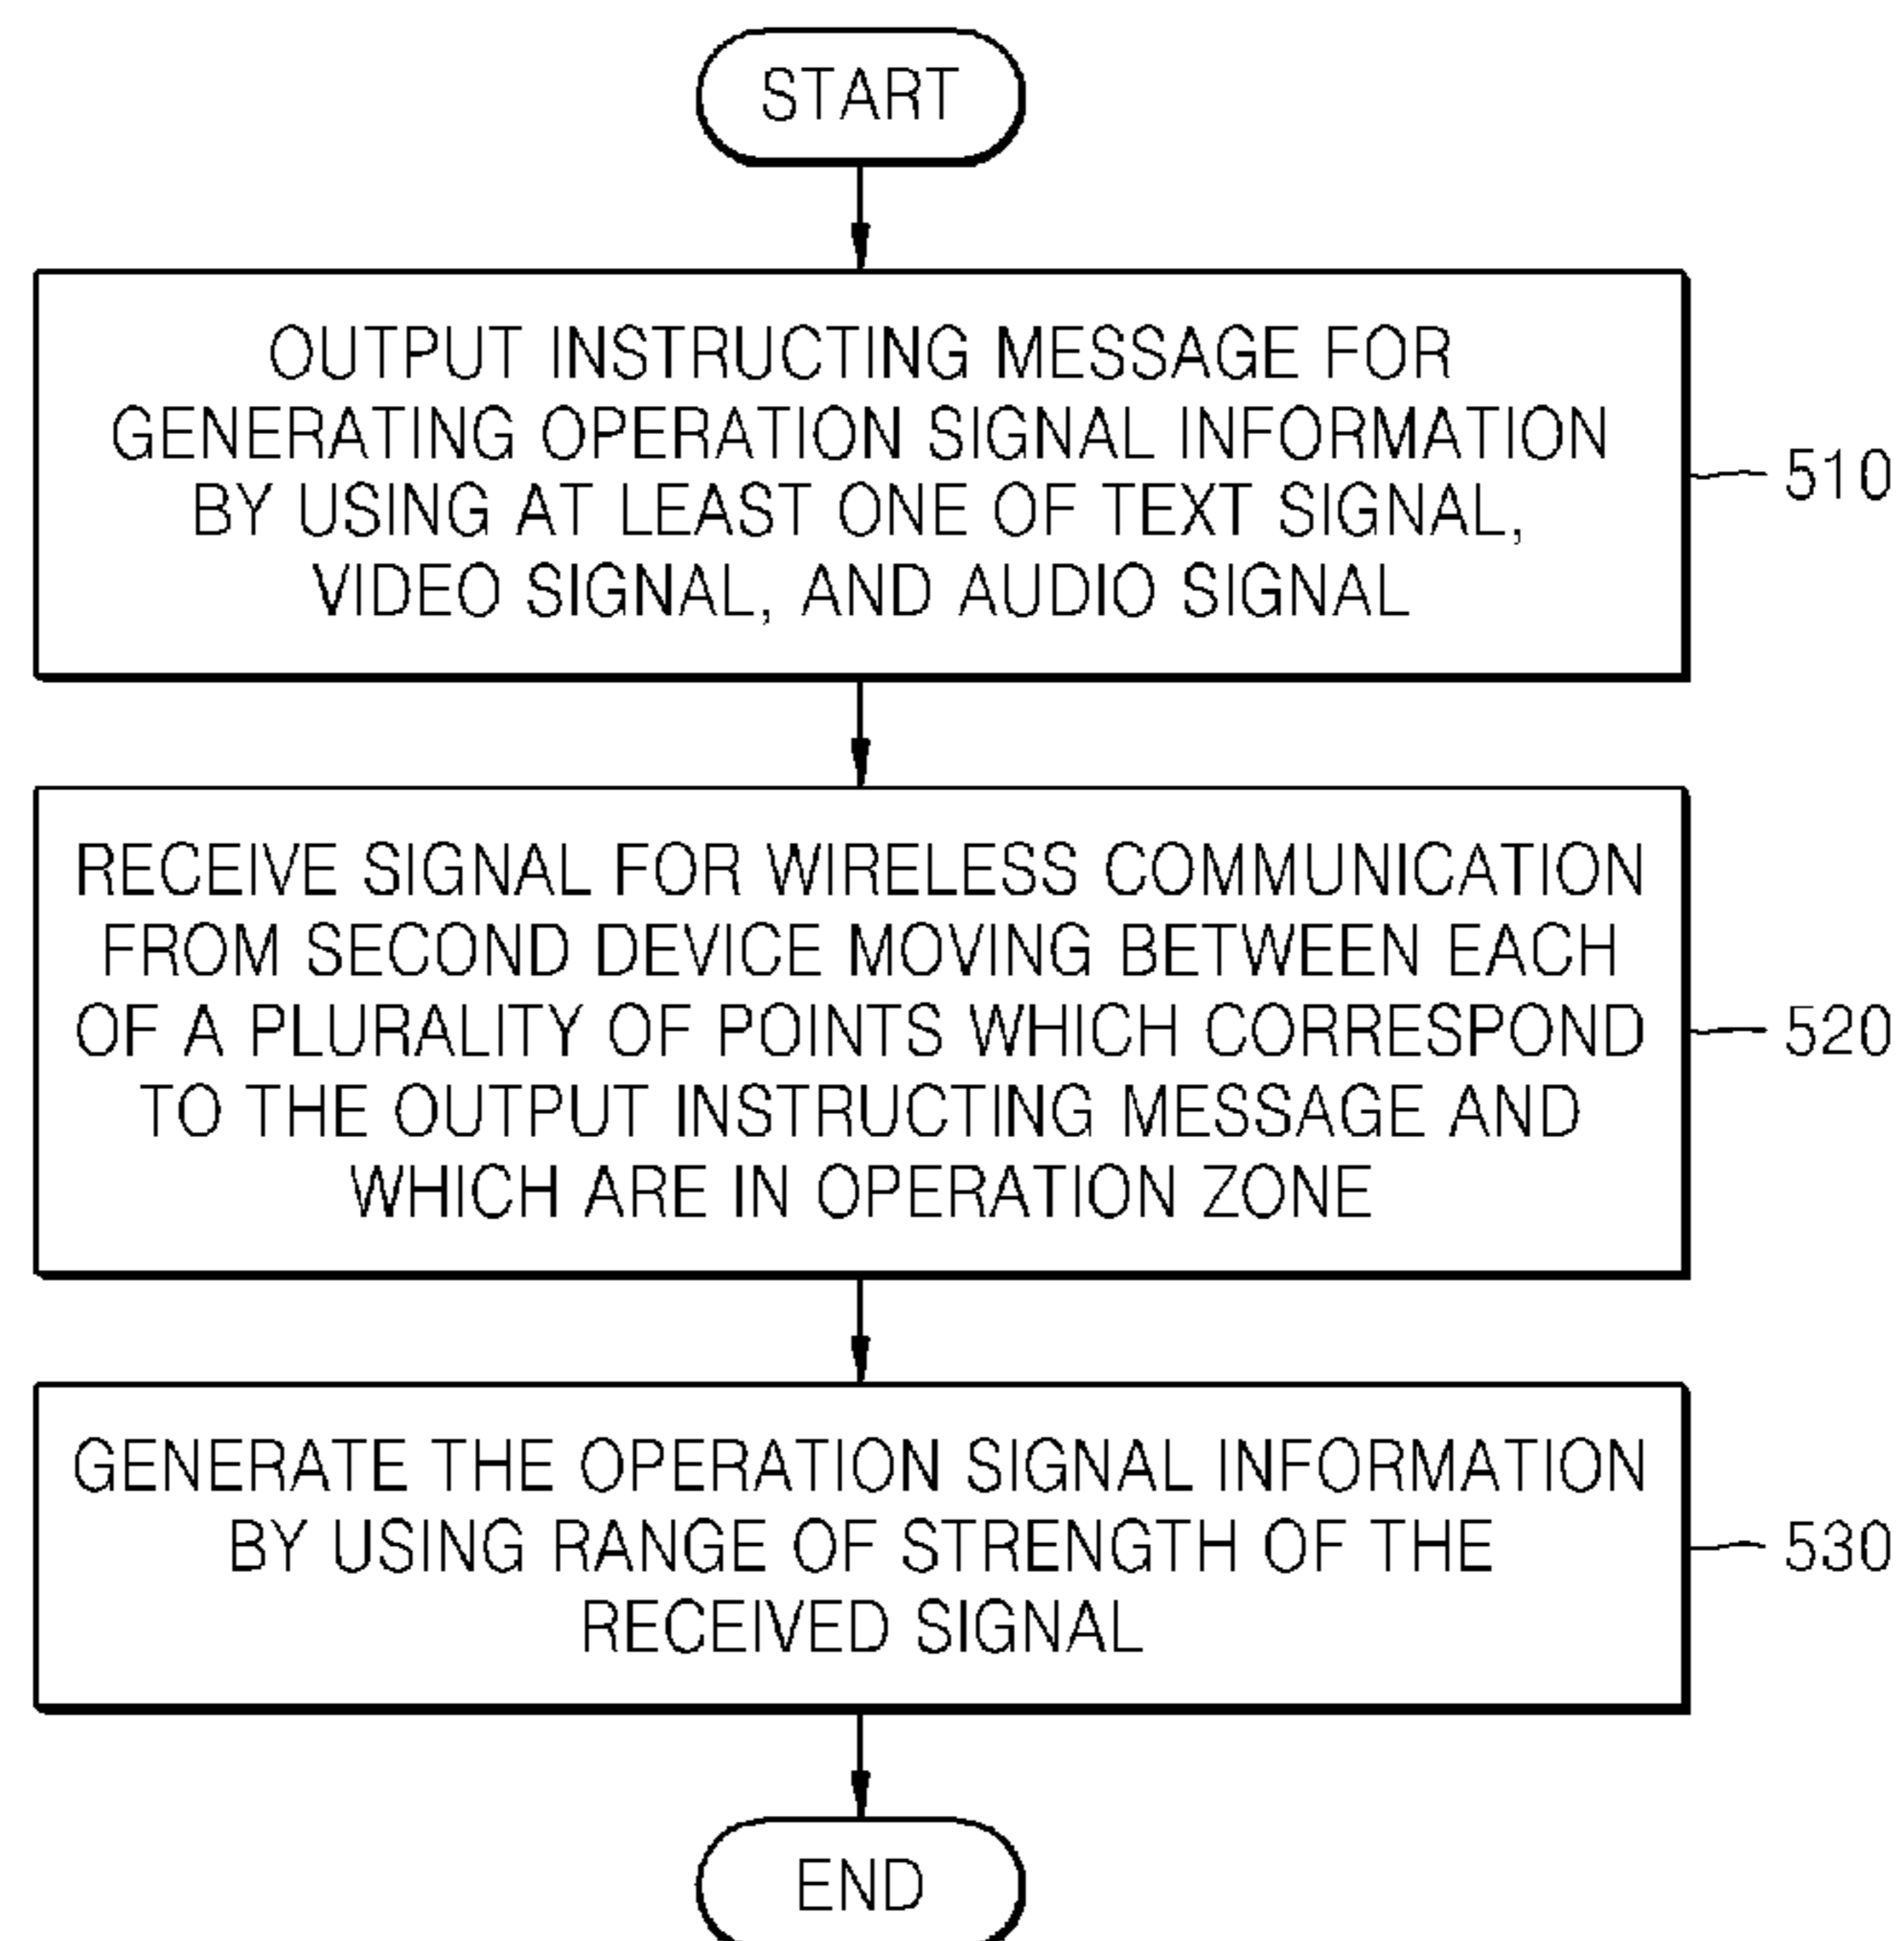 START
OUTPUT INSTRUCTING MESSAGE FOR
GENERATING OPERATION SIGNAL INFORMATION
BY USING AT LEAST ONE OF TEXT SIGNAL,
VIDEO SIGNAL, AND AUDIO SIGNAL
510
RECEIVE SIGNAL FOR WIRELESS COMMUNICATION
FROM SECOND DEVICE MOVING BETWEEN EACH
OF A PLURALITY OF POINTS WHICH CORRESPOND
TO THE OUTPUT INSTRUCTING MESSAGE AND
WHICH ARE IN OPERATION ZONE
520
GENERATE THE OPERATION SIGNAL INFORMATION
BY USING RANGE OF STRENGTH OF THE
RECEIVED SIGNAL
530
END